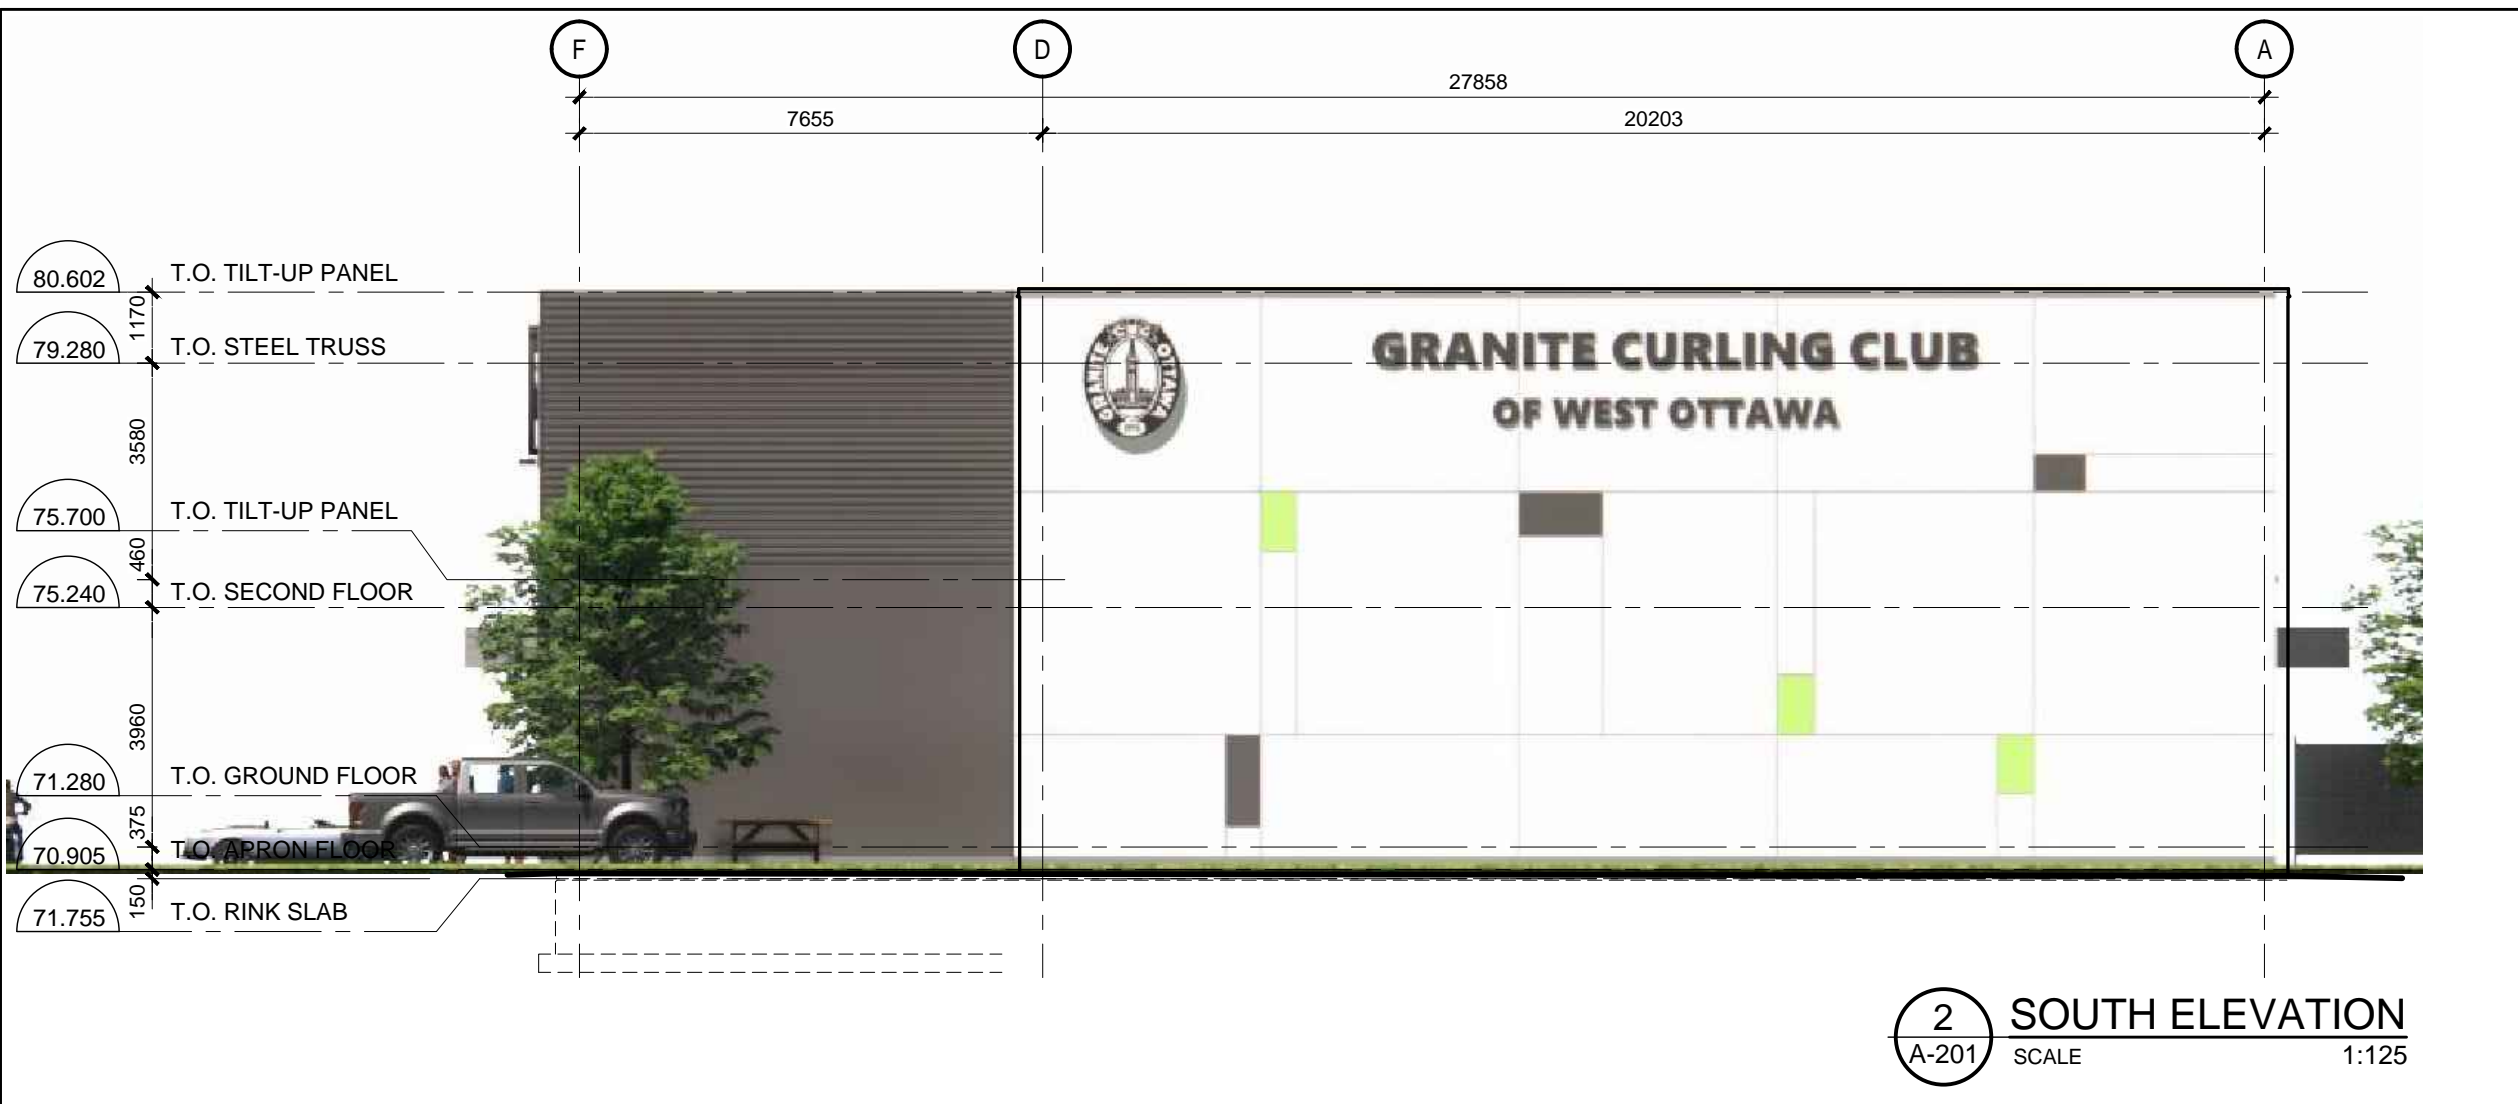 F
D
A
27858
7655
20203
80.602
T.O. TILT-UP PANEL
1170
79.280
T.O. STEEL TRUSS
3580
75.700
T.O. TILT-UP PANEL
460
75.240
T.O. SECOND FLOOR
3960
71.280
T.O. GROUND FLOOR
375
70.905
T.O. APRON FLOOR
150
71.755
T.O. RINK SLAB
GRANITE
OTTAWA
GRANITE CURLING CLUB
OF WEST OTTAWA
2
A-201
SOUTH ELEVATION
SCALE
1:125